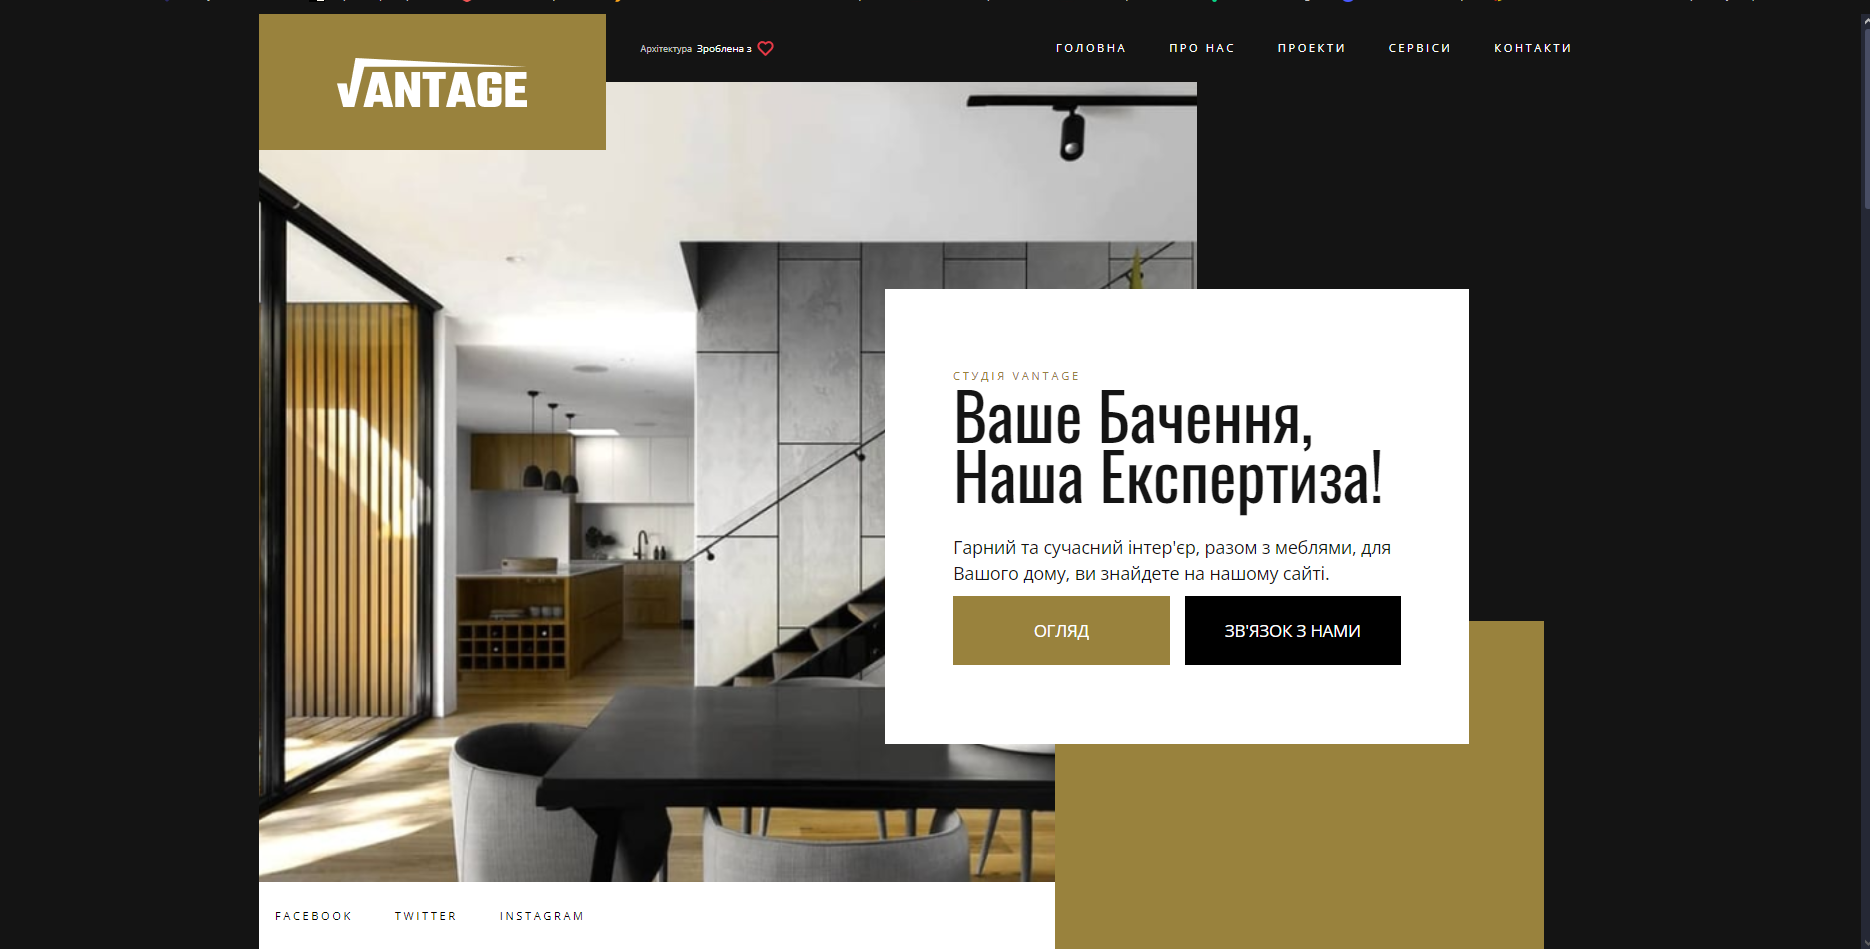 VANTAGE
Архітектура Зроблена з
ГОЛОВНА ПРО НАС ПРОЕКТИ СЕРВІСИ КОНТАКТИ
СТУДІЯ VANTAGE
Ваше Бачення,
Наша Експертиза!
Гарний та сучасний інтер'єр, разом з меблями, для
Вашого дому, ви знайдете на нашому сайті.
ОГЛЯД
ЗВ'ЯЗОК З НАМИ
FACEBOOK TWITTER INSTAGRAM